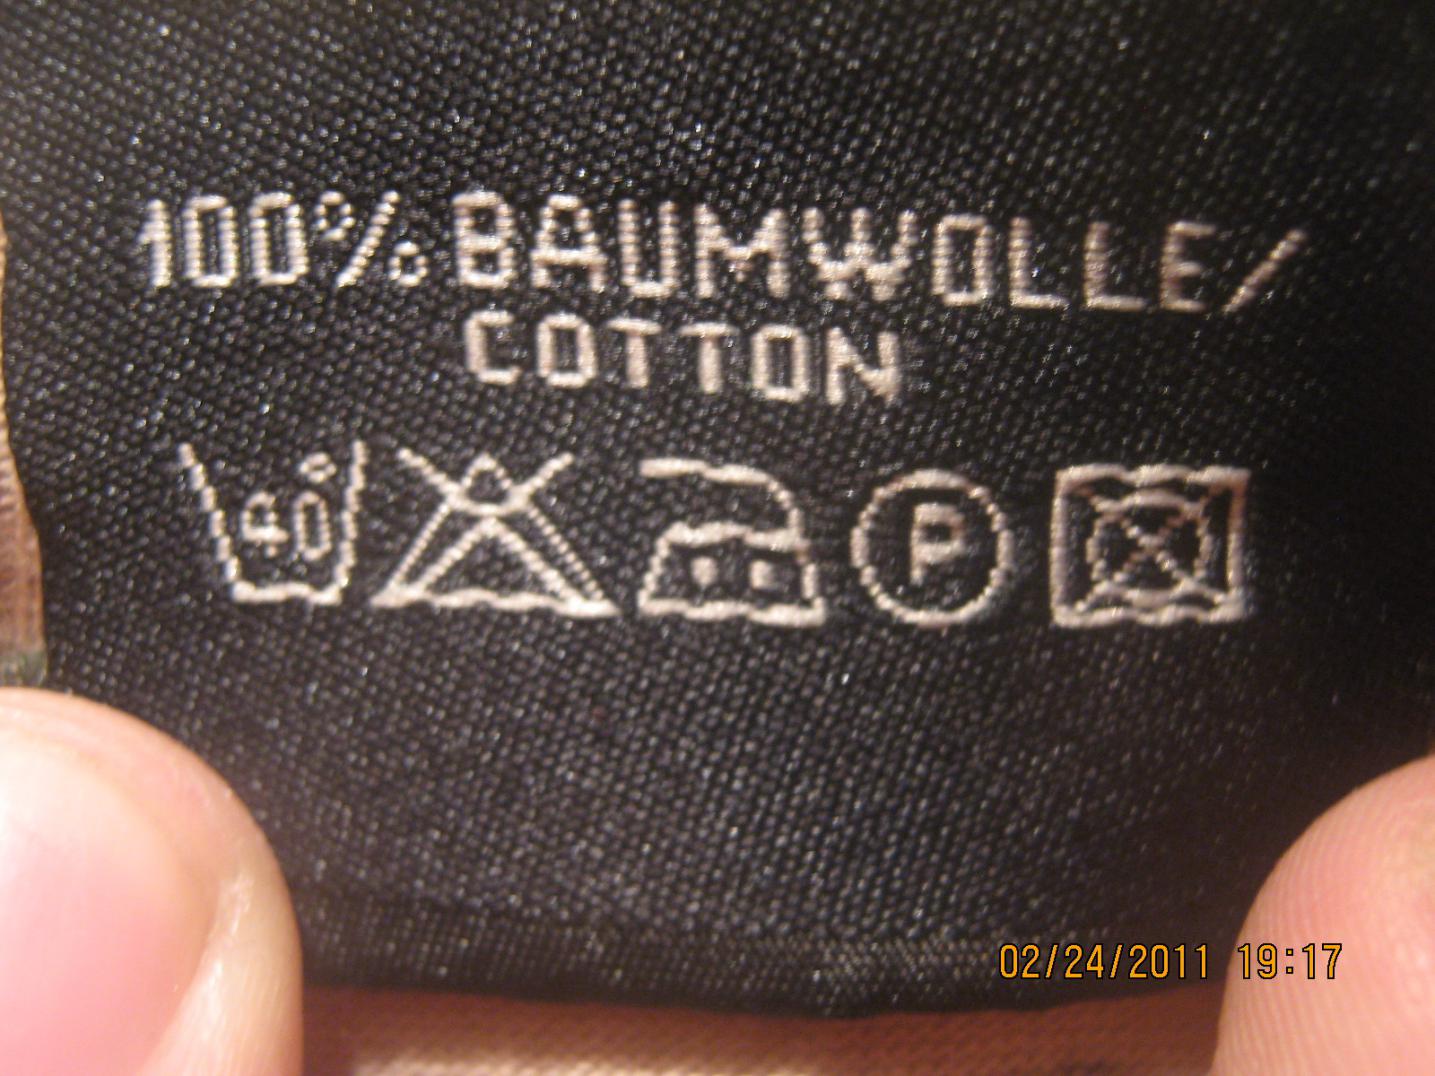 100% BAUMWOLLE/
COTTON
40°
P
02/24/2011 19:17